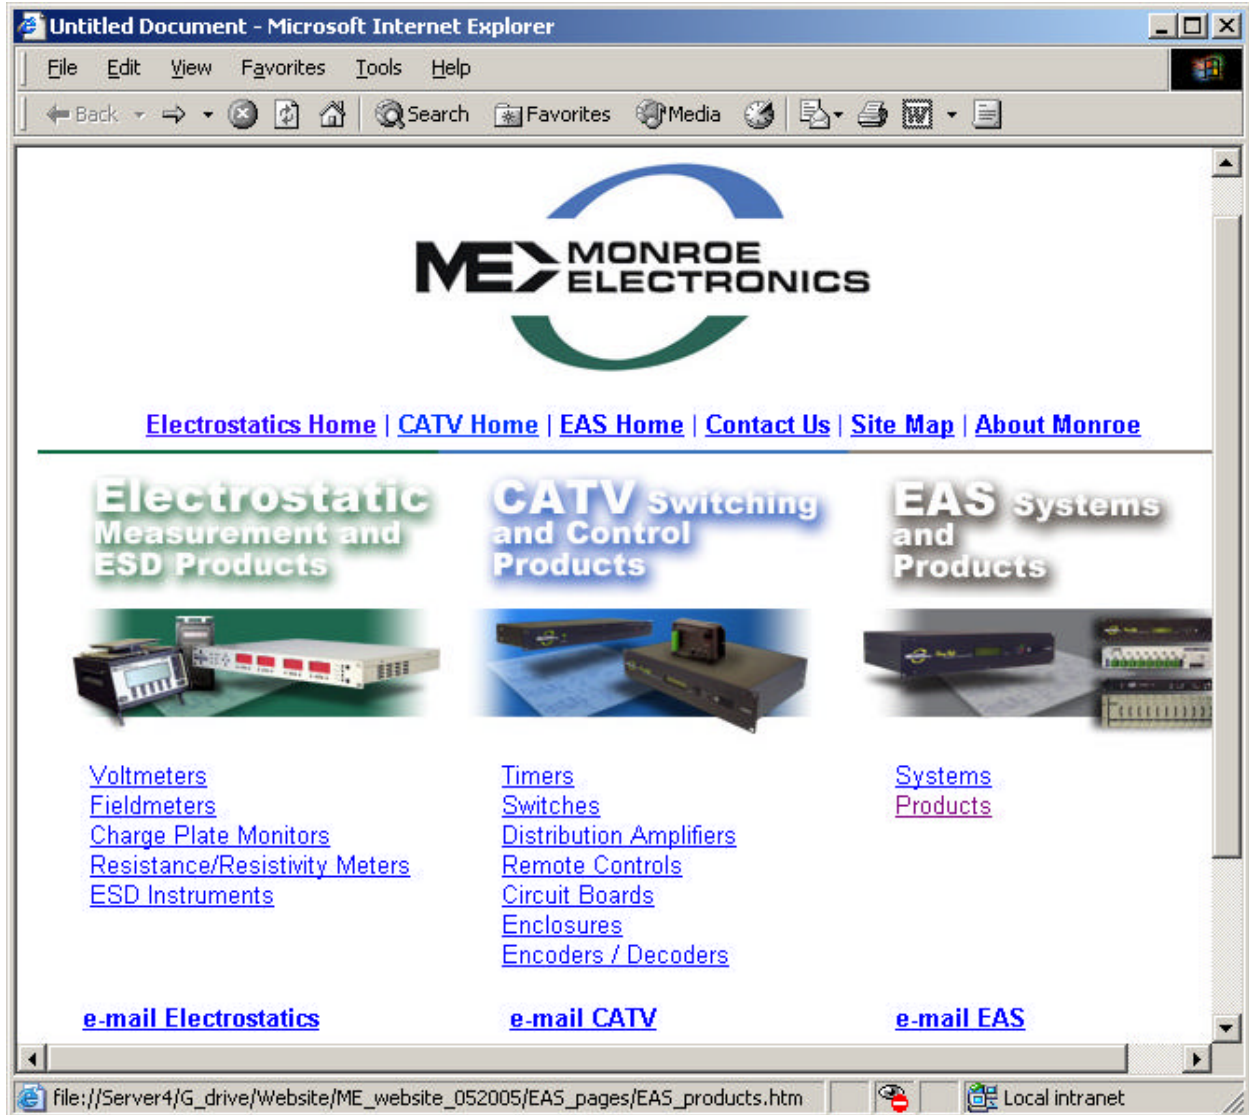 Untitled Document - Microsoft Internet Explorer
File Edit View Favorites Tools Help
Back Search Favorites Media
ME MONROE
ELECTRONICS
Electrostatics Home | CATV Home | EAS Home | Contact Us | Site Map | About Monroe
Electrostatic
Measurement and
ESD Products
CATV Switching
and Control
Products
EAS Systems
and
Products
Voltmeters
Fieldmeters
Charge Plate Monitors
Resistance/Resistivity Meters
ESD Instruments
Timers
Switches
Distribution Amplifiers
Remote Controls
Circuit Boards
Enclosures
Encoders / Decoders
Systems
Products
e-mail Electrostatics
e-mail CATV
e-mail EAS
file://Server4/G_drive/Website/ME_website_052005/EAS_pages/EAS_products.htm Local intranet